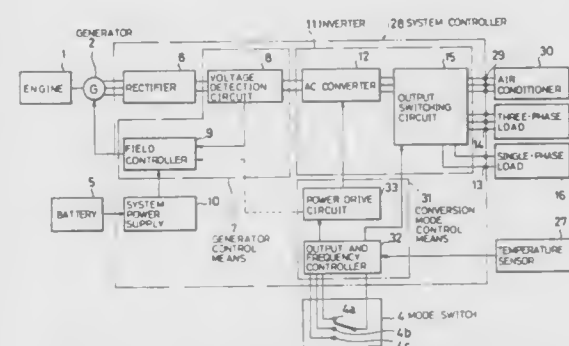 GENERATOR
11 INVERTER
28 SYSTEM CONTROLLER
1
2
6
8
12
15
29
30
ENGINE
G
RECTIFIER
VOLTAGE
DETECTION
CIRCUIT
AC CONVERTER
OUTPUT
SWITCHING
CIRCUIT
AIR
CONDITIONER
THREE-PHASE
LOAD
SINGLE-PHASE
LOAD
14
13
16
9
FIELD
CONTROLLER
5
BATTERY
SYSTEM
POWER
SUPPLY
10
7
GENERATOR
CONTROL
MEANS
33
POWER DRIVE
CIRCUIT
31
CONVERSION
MODE
CONTROL
MEANS
32
OUTPUT AND
FREQUENCY
CONTROLLER
27
TEMPERATURE
SENSOR
4a
4 MODE SWITCH
4b
4c